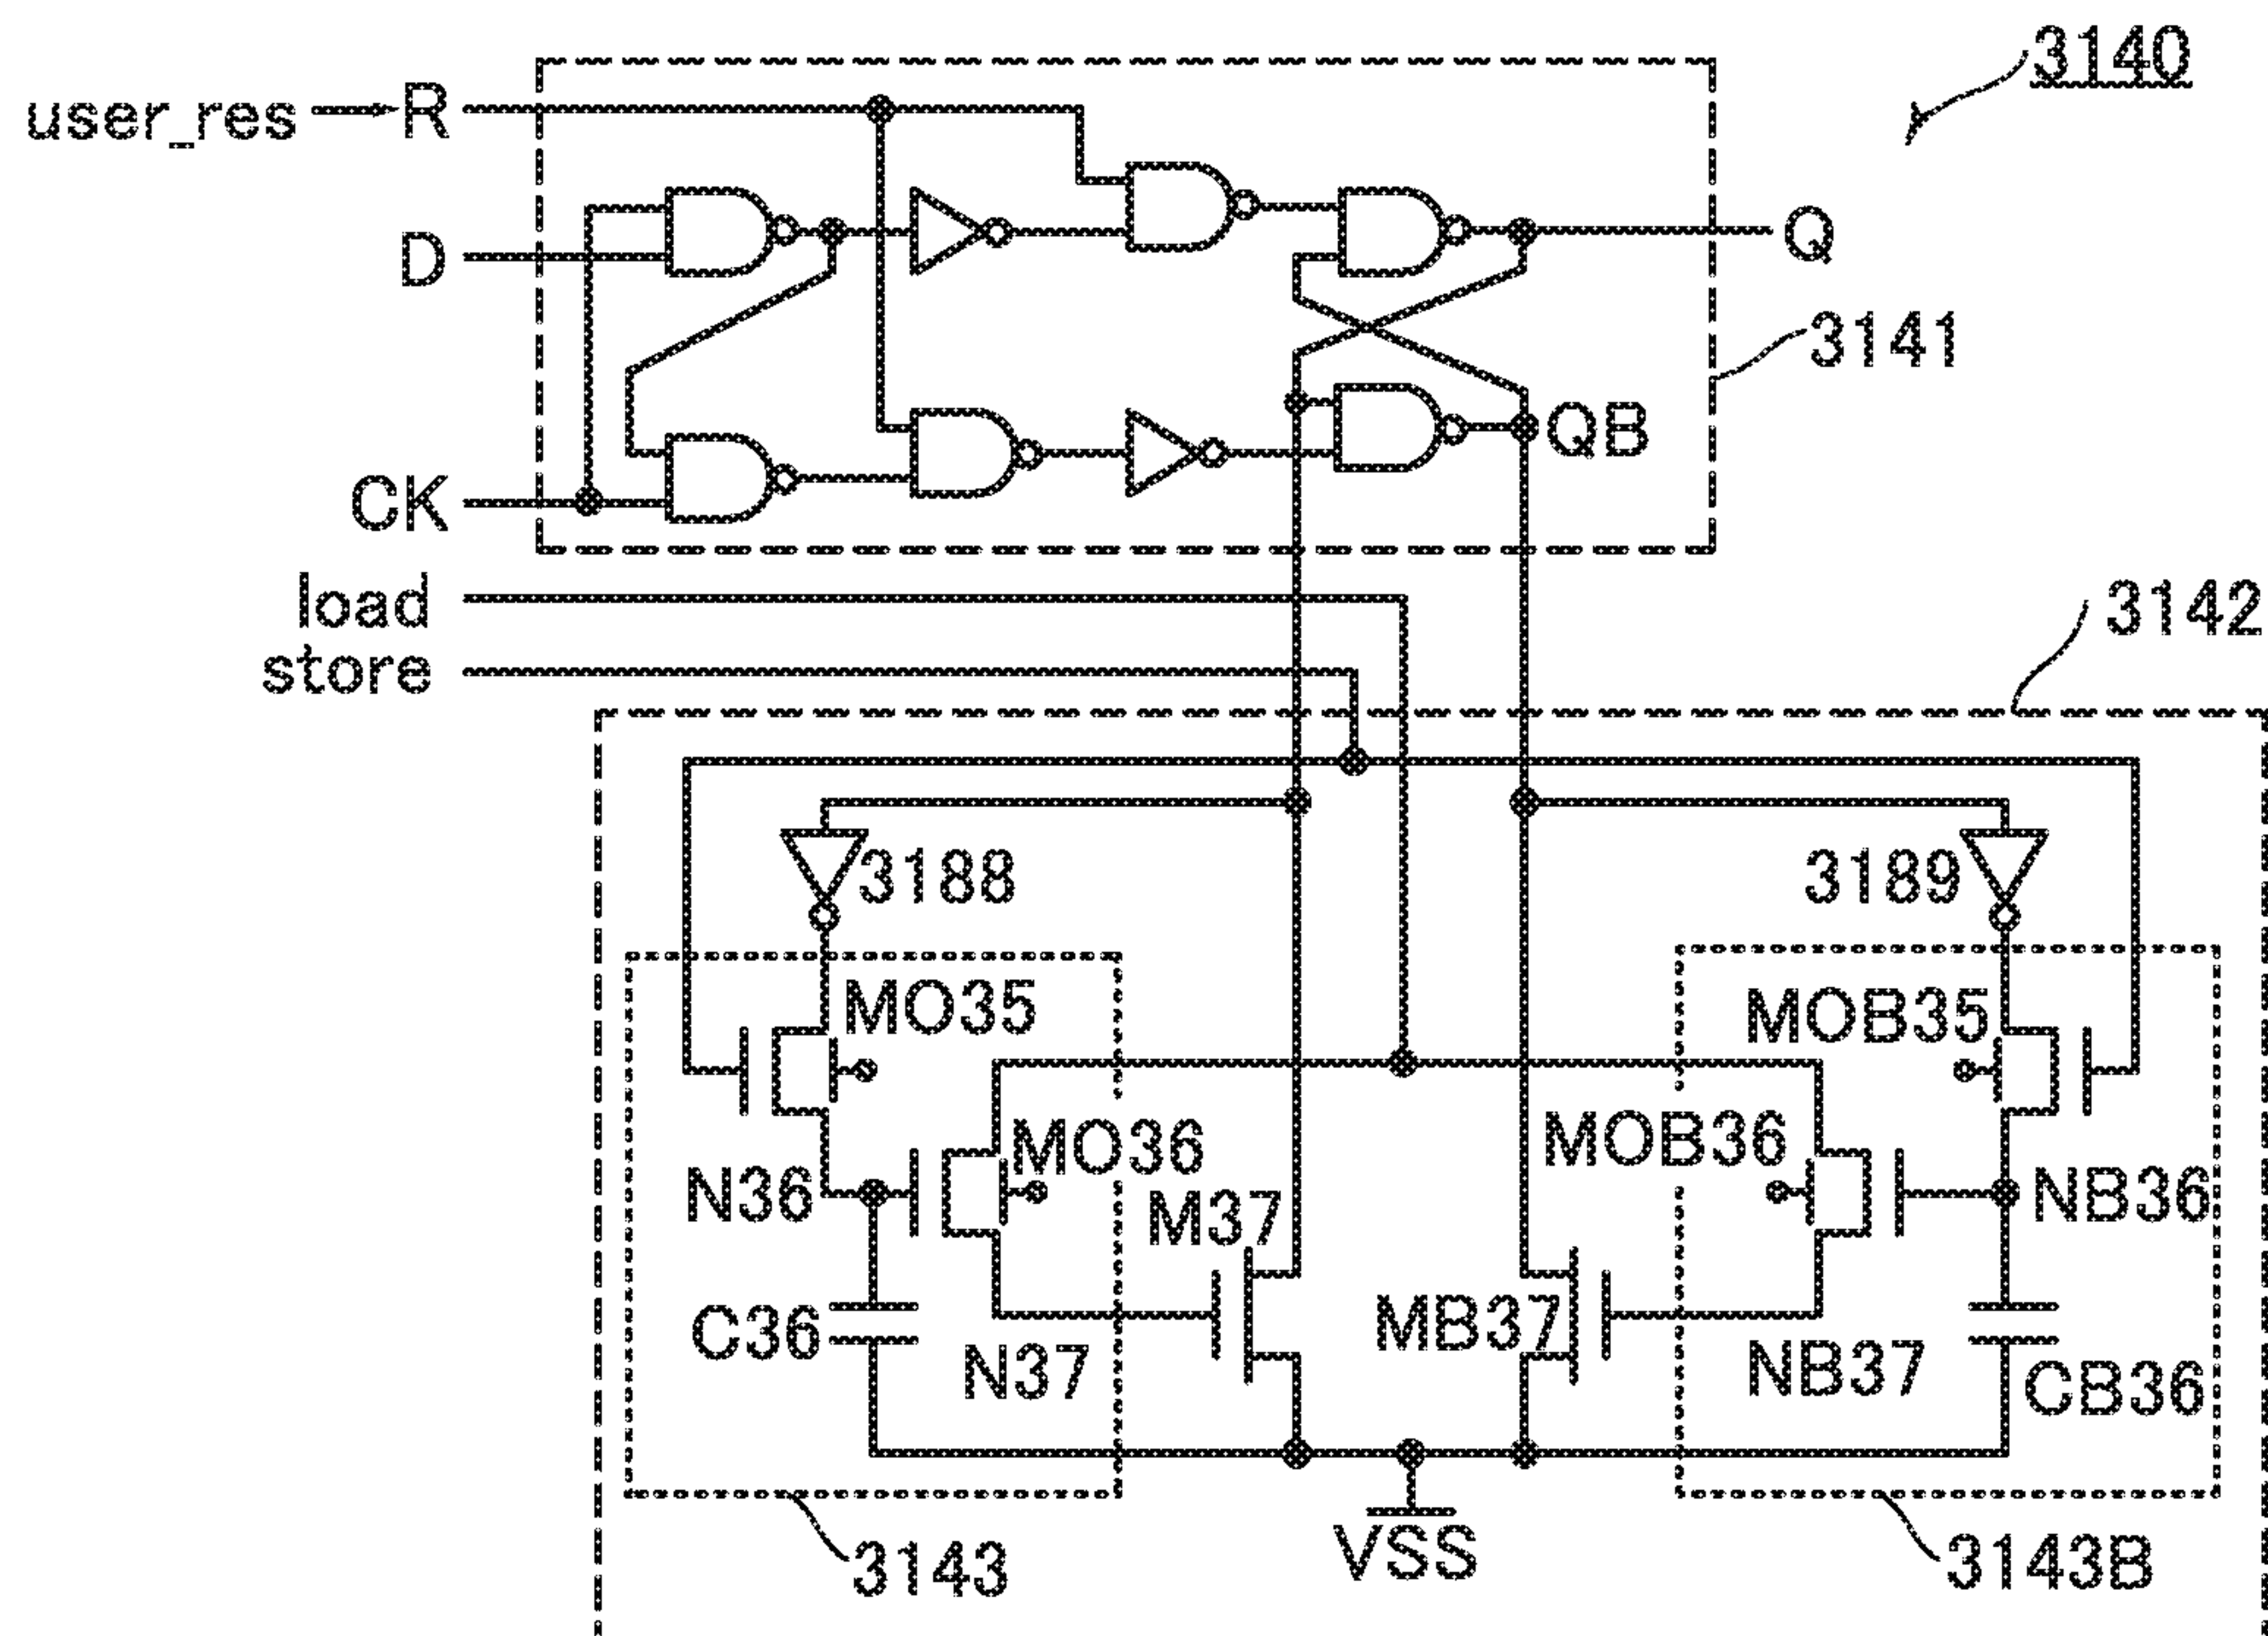 3140
user_res
R
D
Q
3141
QB
CK
load
store
3142
3188
3189
MO35
MOB35
MO36
MOB36
N36
M37
NB36
C36
MB37
N37
NB37
CB36
VSS
3143
3143B